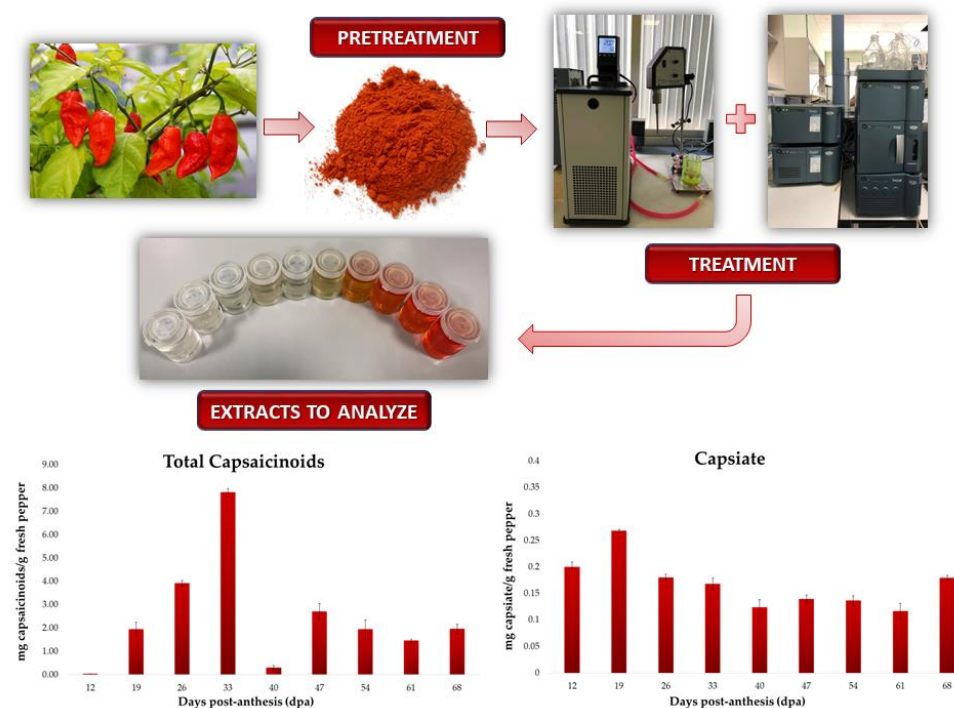 PRETREATMENT
TREATMENT
EXTRACTS TO ANALYZE
Total Capsaicinoids
mg capsaicinoids/g fresh pepper
9.00
8.00
7.00
6.00
5.00
4.00
3.00
2.00
1.00
0.00
12 19 26 33 40 47 54 61 68
Days post-anthesis (dpa)
Capsiate
mg capsiate/g fresh pepper
0.4
0.35
0.3
0.25
0.2
0.15
0.1
0.05
0
12 19 26 33 40 47 54 61 68
Days post-anthesis (dpa)